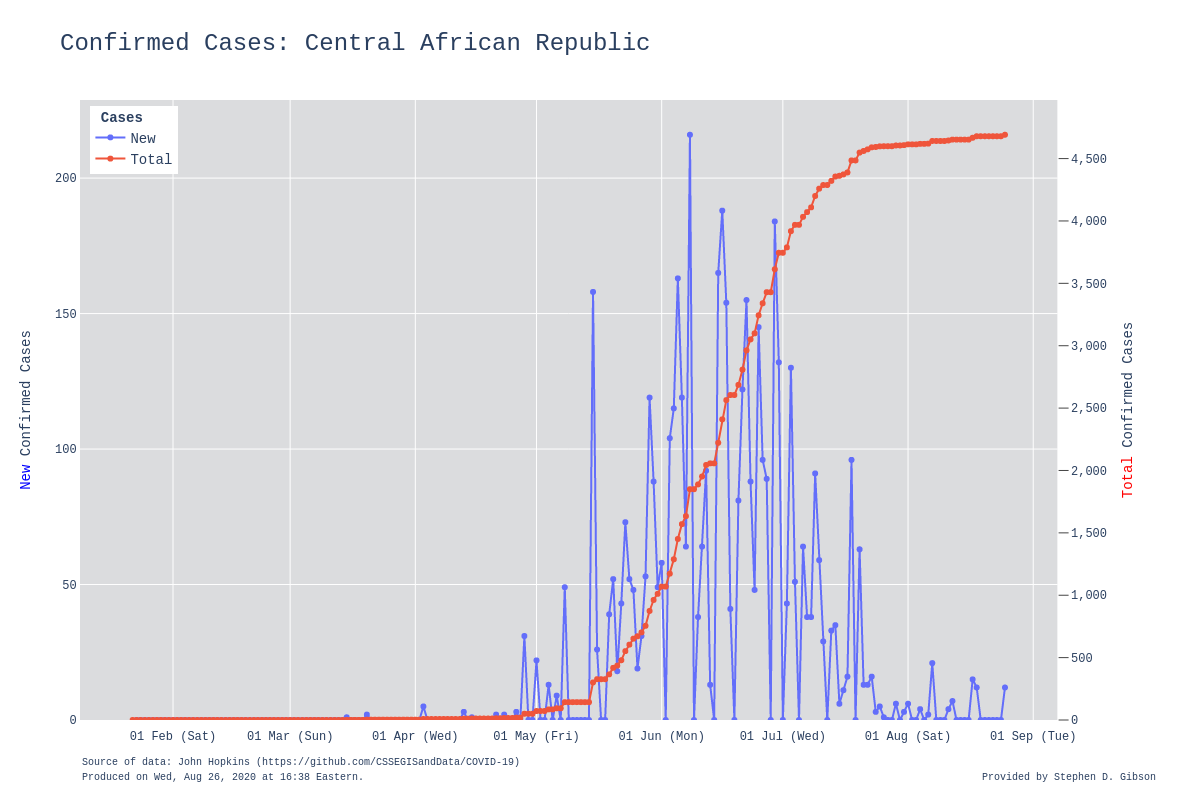 Confirmed Cases: Central African Republic
Cases
New
Total
200
150
100
50
0
4,500
4,000
3,500
3,000
2,500
2,000
1,500
1,000
500
0
New Confirmed Cases
Total Confirmed Cases
01 Feb (Sat)
01 Mar (Sun)
01 Apr (Wed)
01 May (Fri)
01 Jun (Mon)
01 Jul (Wed)
01 Aug (Sat)
01 Sep (Tue)
Source of data: John Hopkins (https://github.com/CSSEGISandData/COVID-19)
Produced on Wed, Aug 26, 2020 at 16:38 Eastern.
Provided by Stephen D. Gibson